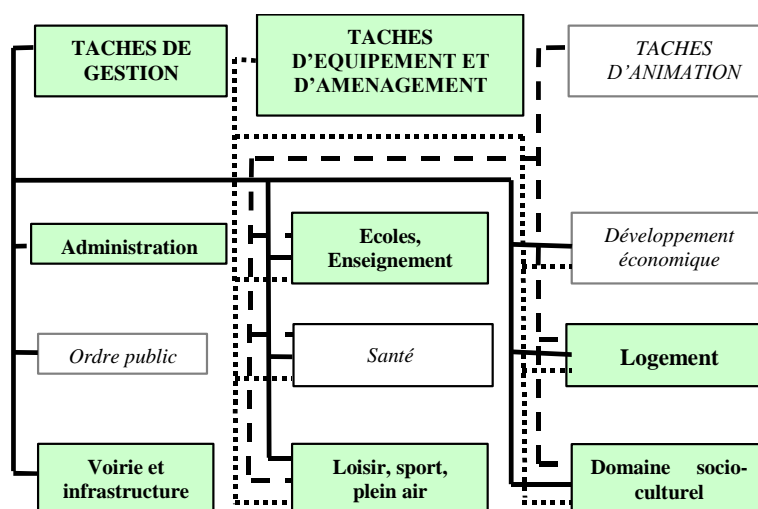 TACHES DE
GESTION
TACHES
D'EQUIPEMENT ET
D'AMENAGEMENT
TACHES
D'ANIMATION
Administration
Ecoles,
Enseignement
Développement
économique
Ordre public
Santé
Logement
Voirie et
infrastructure
Loisir, sport,
plein air
Domaine socio-
culturel